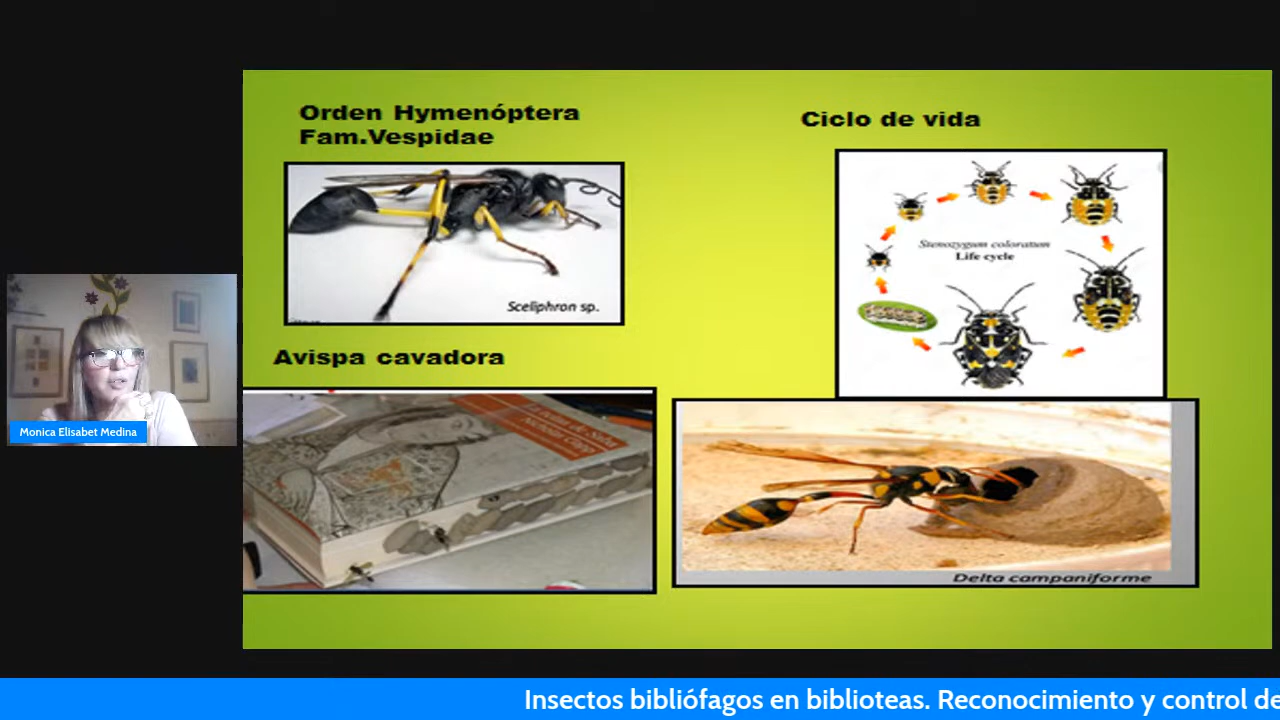 Orden Hymenóptera
Fam.Vespidae
Ciclo de vida
Stenozygum coloratum
Life cycle
Sceliphron sp.
Avispa cavadora
Delta campaniforme
Monica Elisabet Medina
Insectos bibliófagos en biblioteas. Reconocimiento y control de